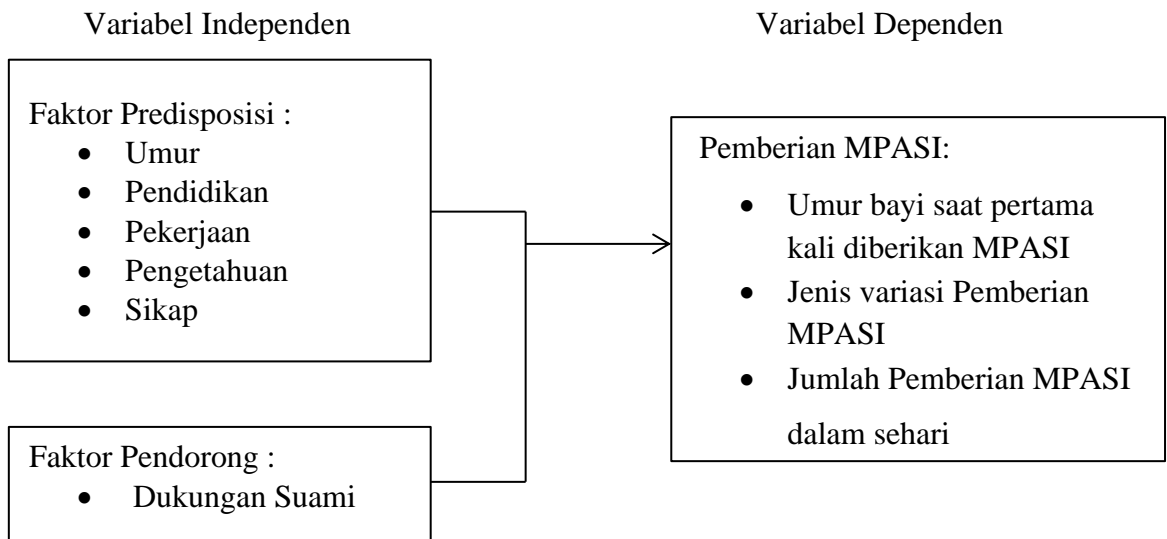 Variabel Independen
Variabel Dependen
Faktor Predisposisi :
• Umur
• Pendidikan
• Pekerjaan
• Pengetahuan
• Sikap
Faktor Pendorong :
• Dukungan Suami
Pemberian MPASI:
• Umur bayi saat pertama
kali diberikan MPASI
• Jenis variasi Pemberian
MPASI
• Jumlah Pemberian MPASI
dalam sehari